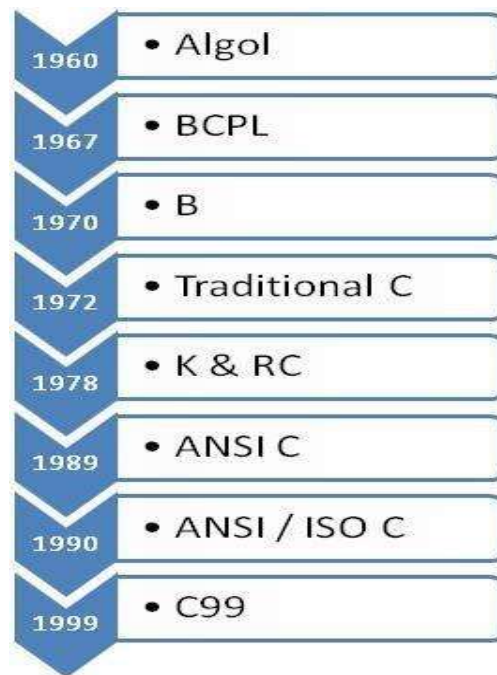 1960
• Algol
1967
• BCPL
1970
• B
1972
• Traditional C
1978
• K & RC
1989
• ANSI C
1990
• ANSI / ISO C
1999
• C99